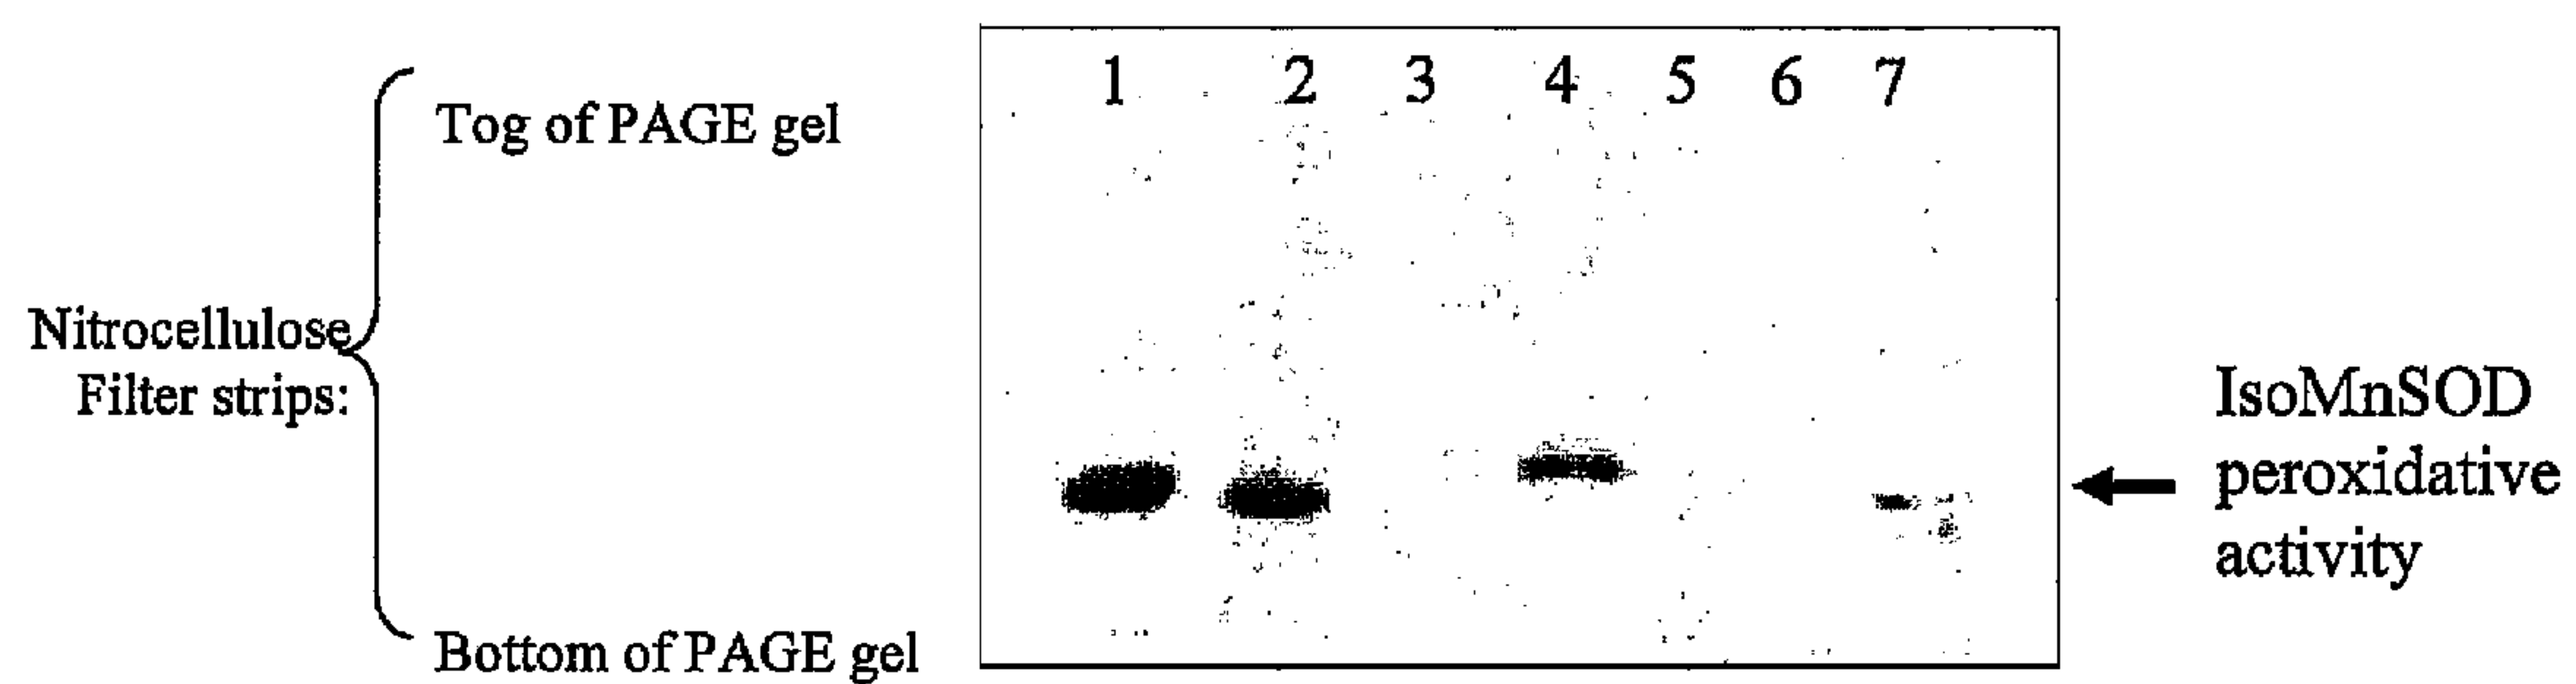 1 2 3 4 5 6 7
Tog of PAGE gel
Nitrocellulose
Filter strips:
Bottom of PAGE gel
IsoMnSOD
peroxidative
activity